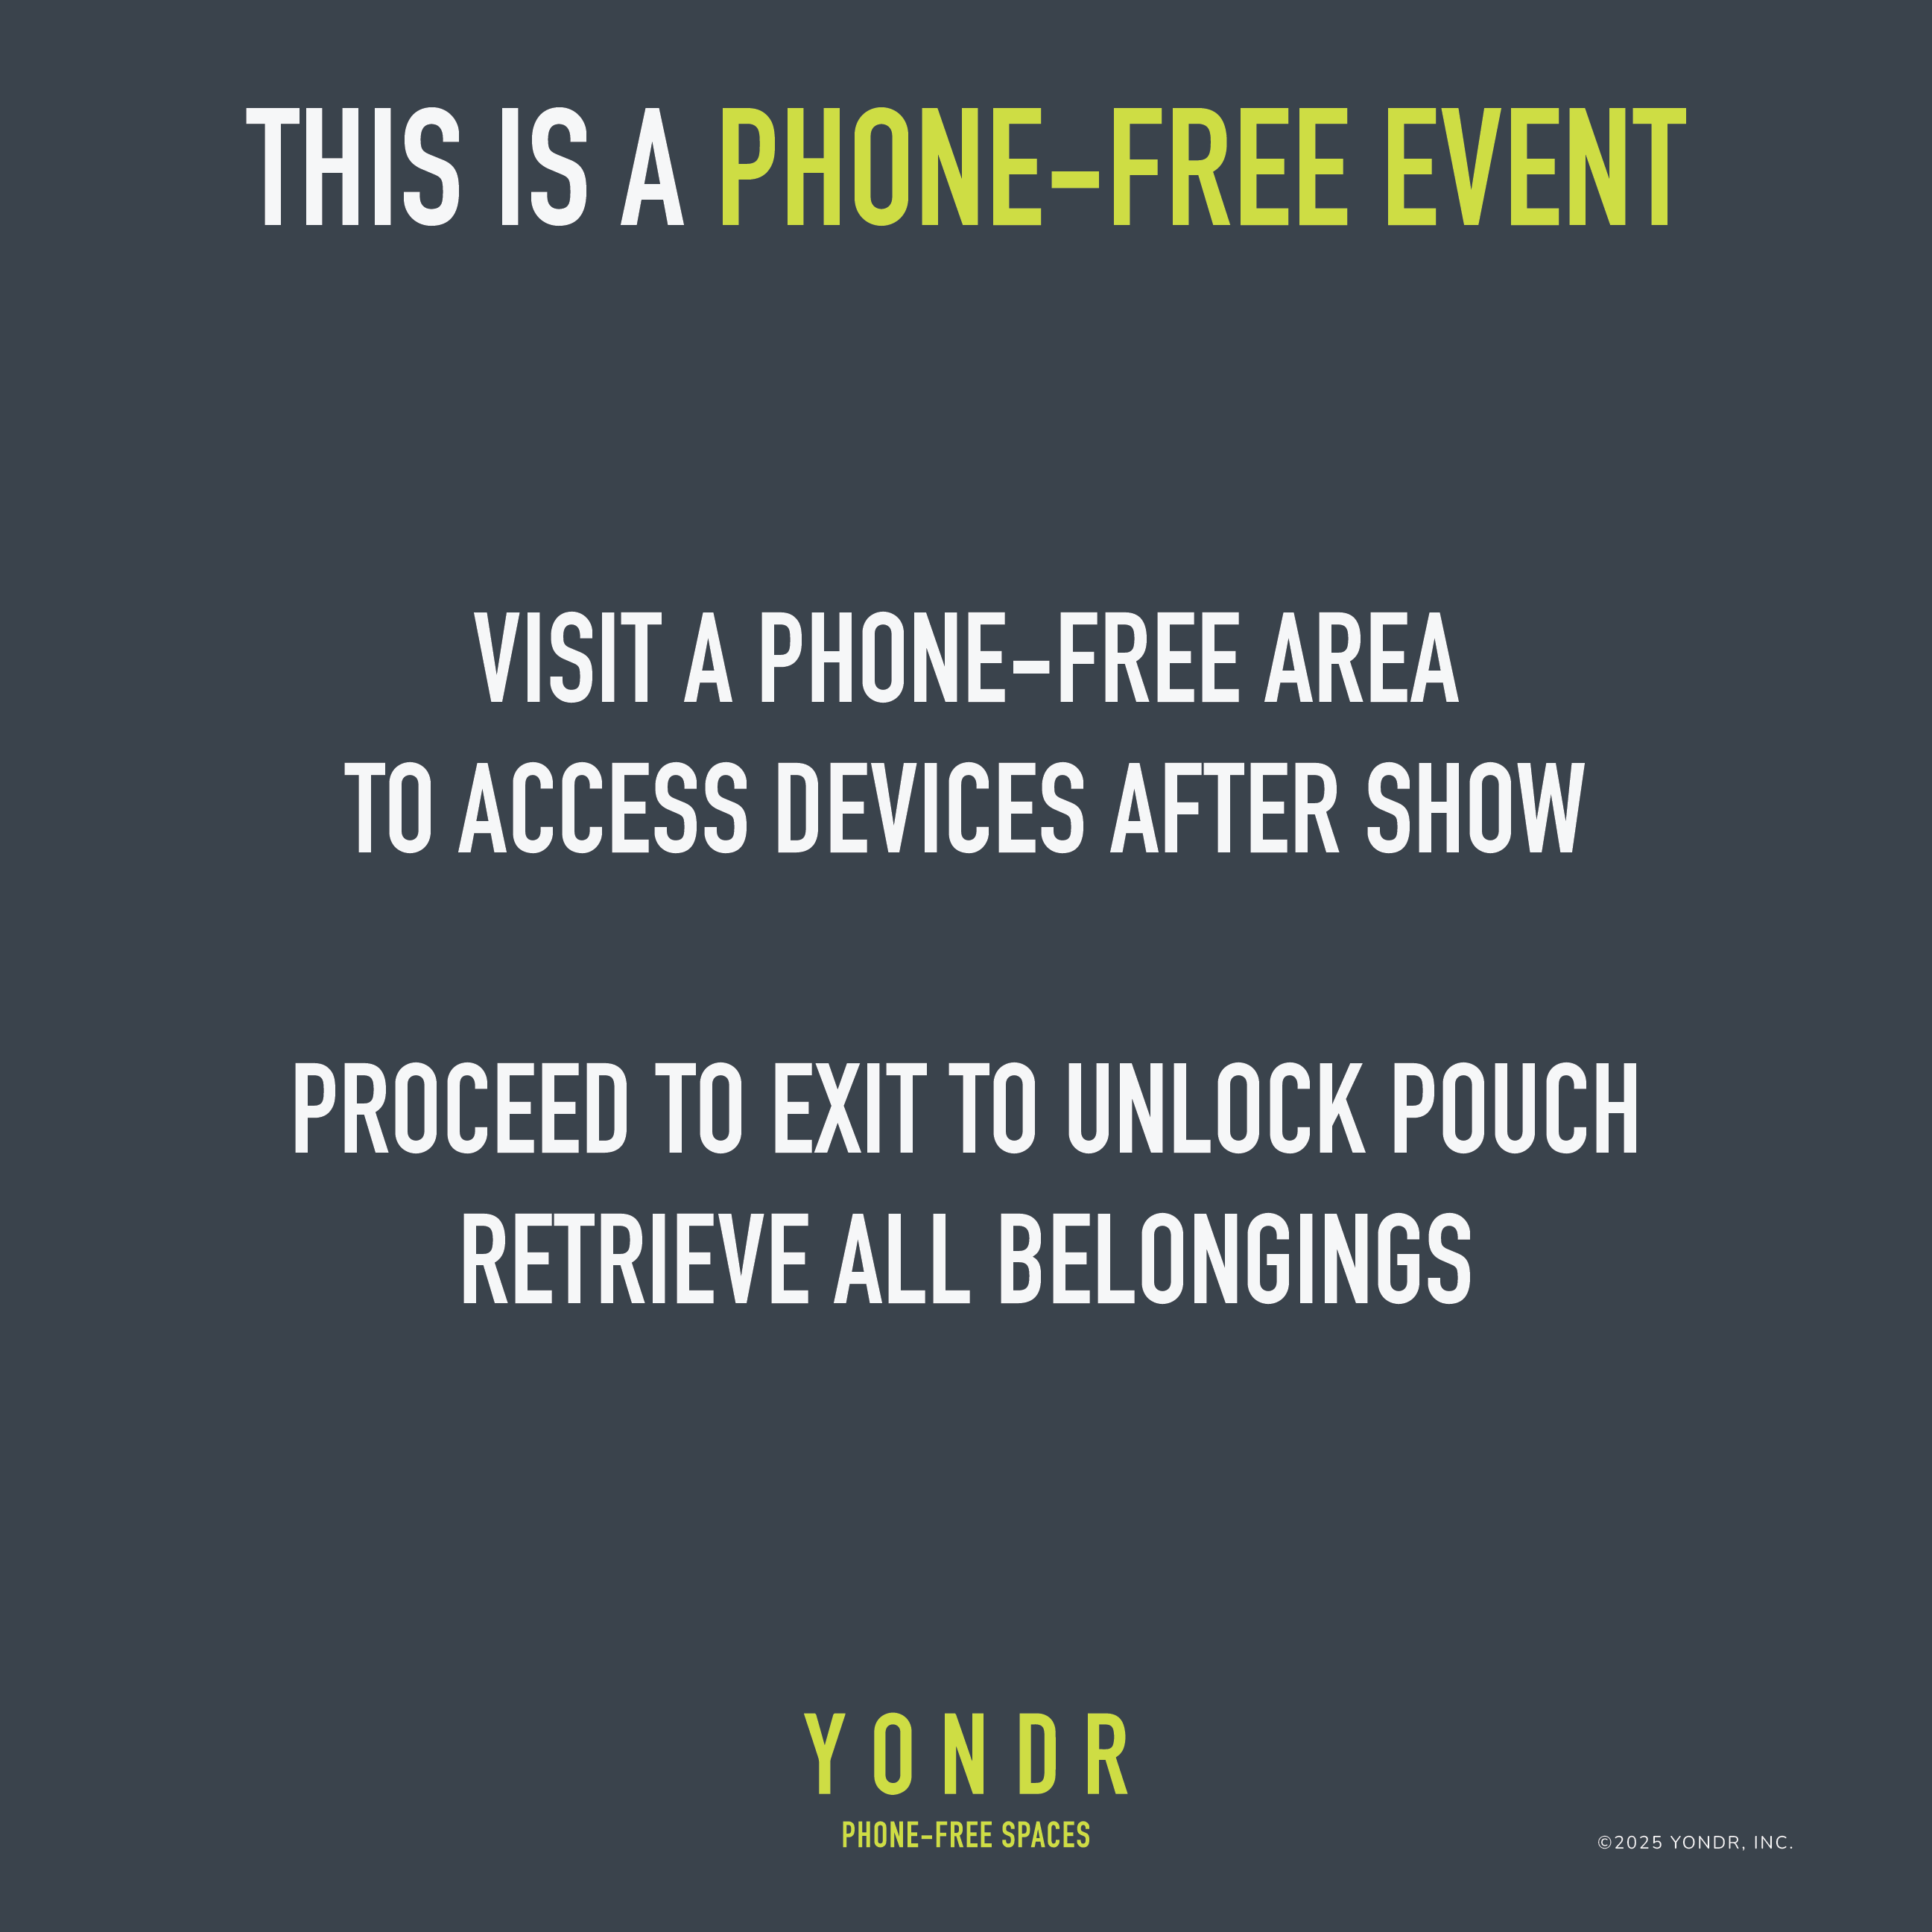 THIS IS A PHONE-FREE EVENT
VISIT A PHONE-FREE AREA
TO ACCESS DEVICES AFTER SHOW
PROCEED TO EXIT TO UNLOCK POUCH
RETRIEVE ALL BELONGINGS
YONDR
PHONE-FREE SPACES
©2025 YONDR, INC.